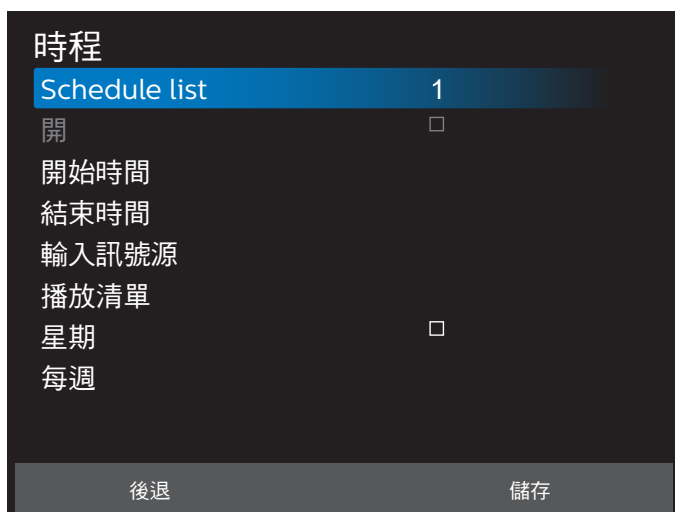 時程
Schedule list 1
開 □
開始時間
結束時間
輸入訊號源
播放清單
星期 □
每週
後退 儲存